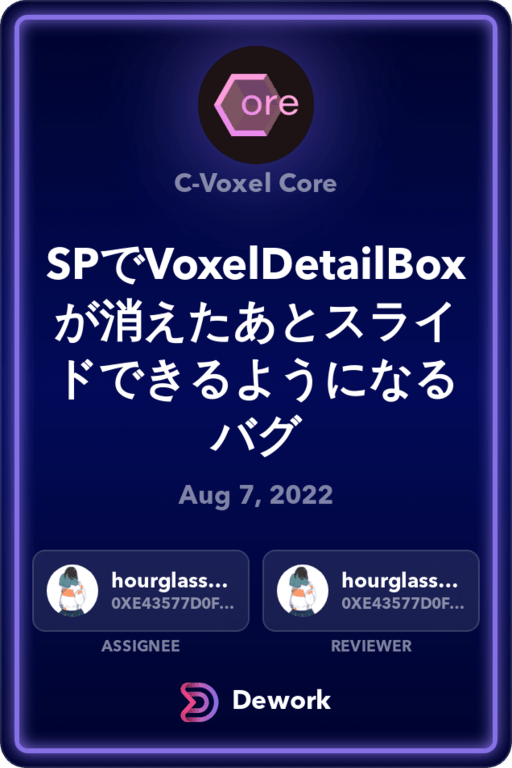 ore
C-Voxel Core
SPでVoxelDetailBox
が消えたあとスライ
ドできるようになる
バグ
Aug 7, 2022
hourglass...
0XE43577D0F...
ASSIGNEE
hourglass...
0XE43577D0F...
REVIEWER
Dework